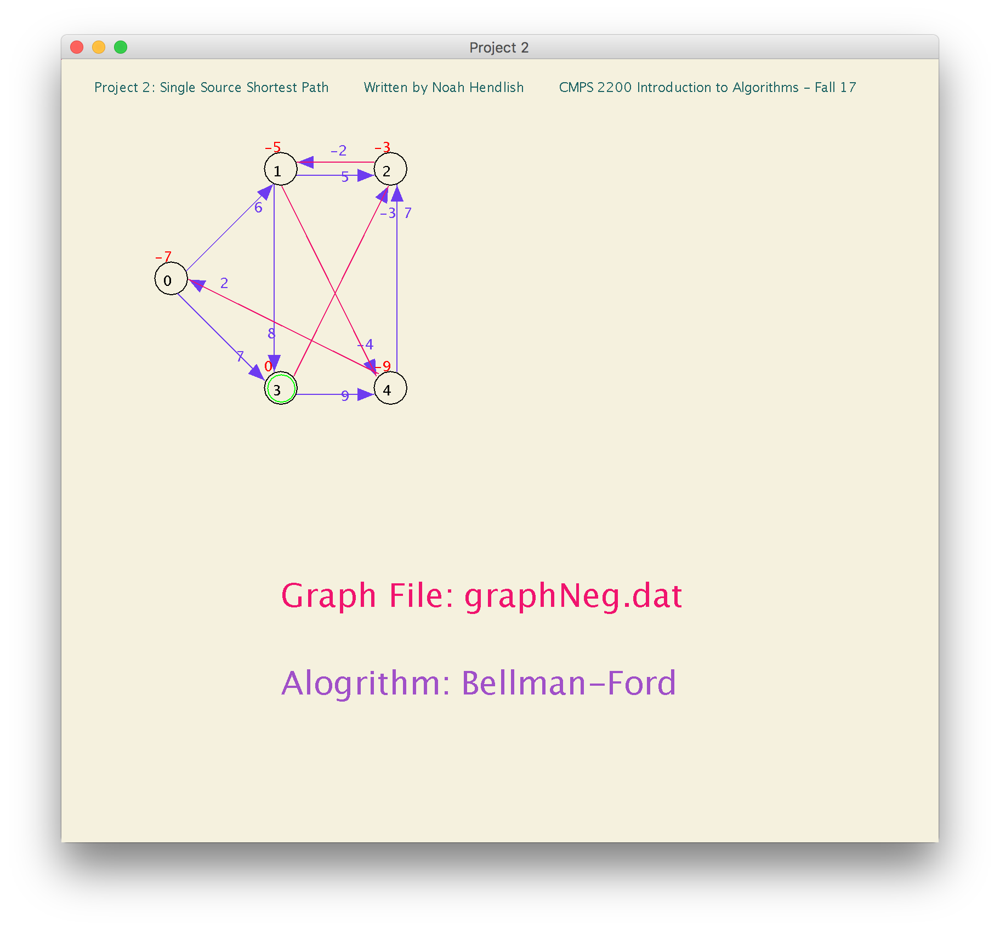 Project 2
Project 2: Single Source Shortest Path Written by Noah Hendlish CMPS 2200 Introduction to Algorithms - Fall 17
-5 -2 -3
1 5 2
6 -3 7
-7
0 2
8 -4
7
0 -9
3 9 4
Graph File: graphNeg.dat
Alogrithm: Bellman-Ford